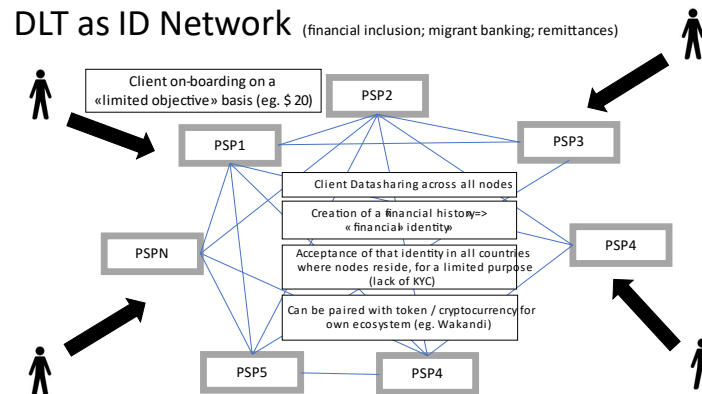 DLT as ID Network (financial inclusion; migrant banking; remittances)
Client on-boarding on a
«limited objective» basis (eg. $20)
PSP2
PSP1
PSP3
Client Datasharing across all nodes
Creation of a financial history=>
«financial» identity»
PSPN
PSP4
Acceptance of that identity in all countries
where nodes reside, for a limited purpose
(lack of KYC)
Can be paired with token / cryptocurrency for
own ecosystem (eg. Wakandi)
PSP5
PSP4